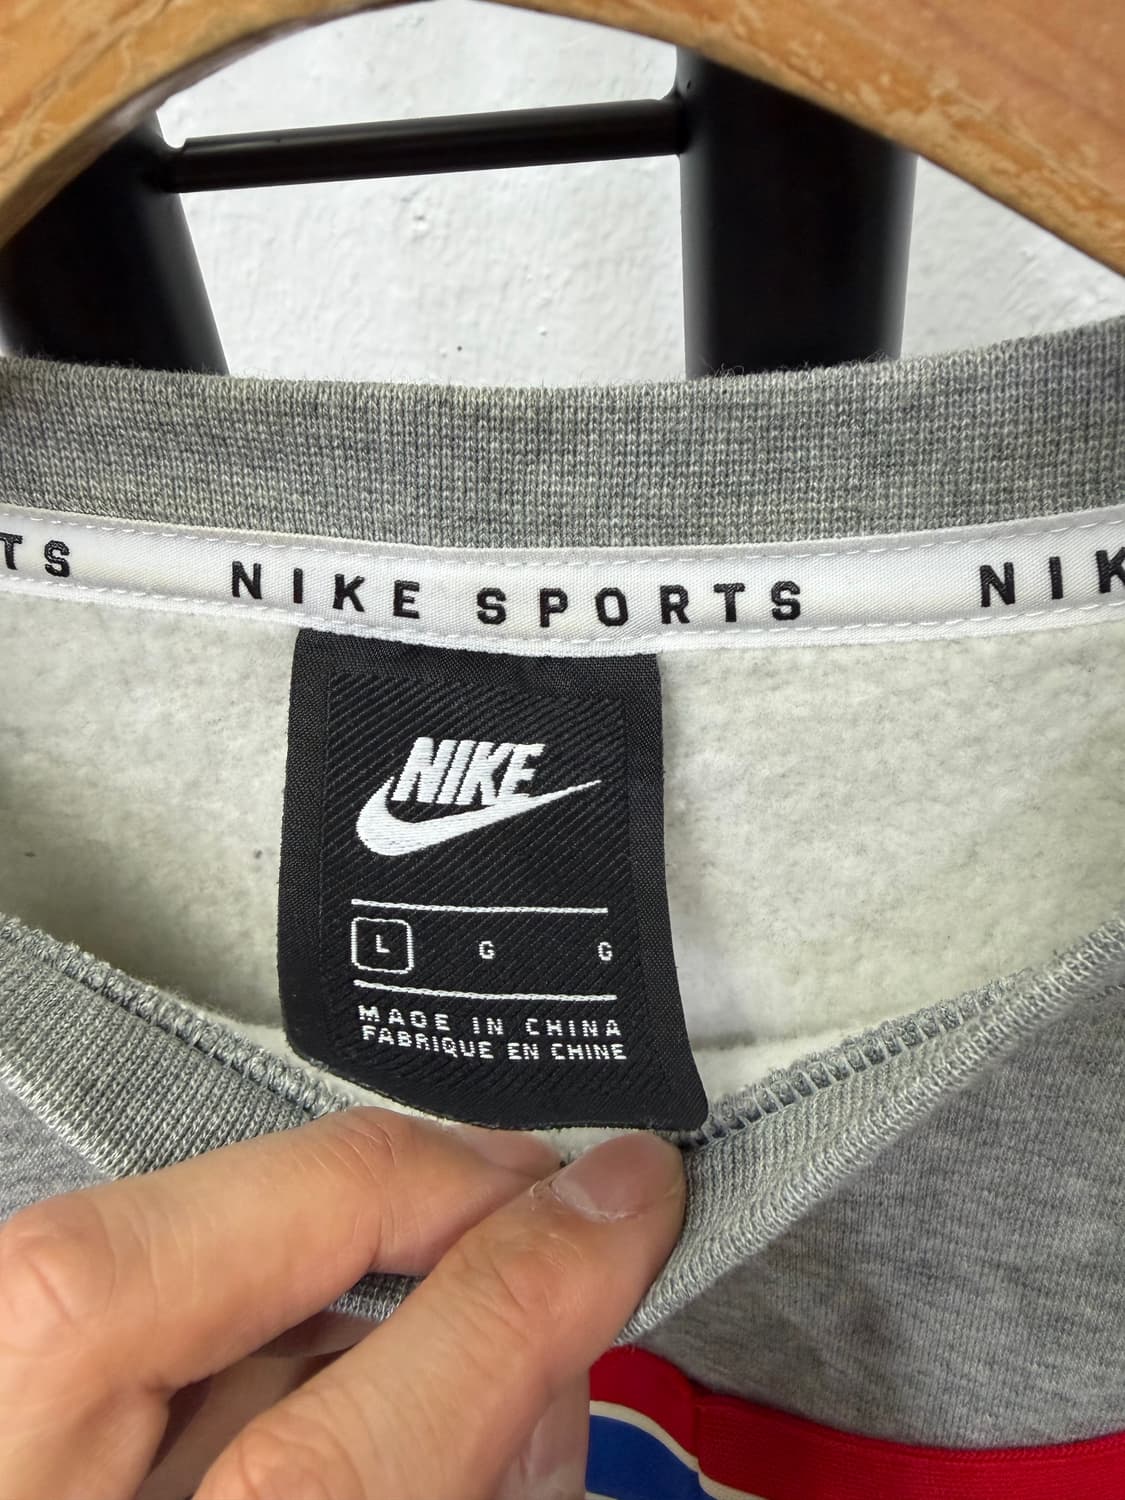 TS NIKE SPORTS NIK
NIKE
L G G
MADE IN CHINA
FABRIQUE EN CHINE